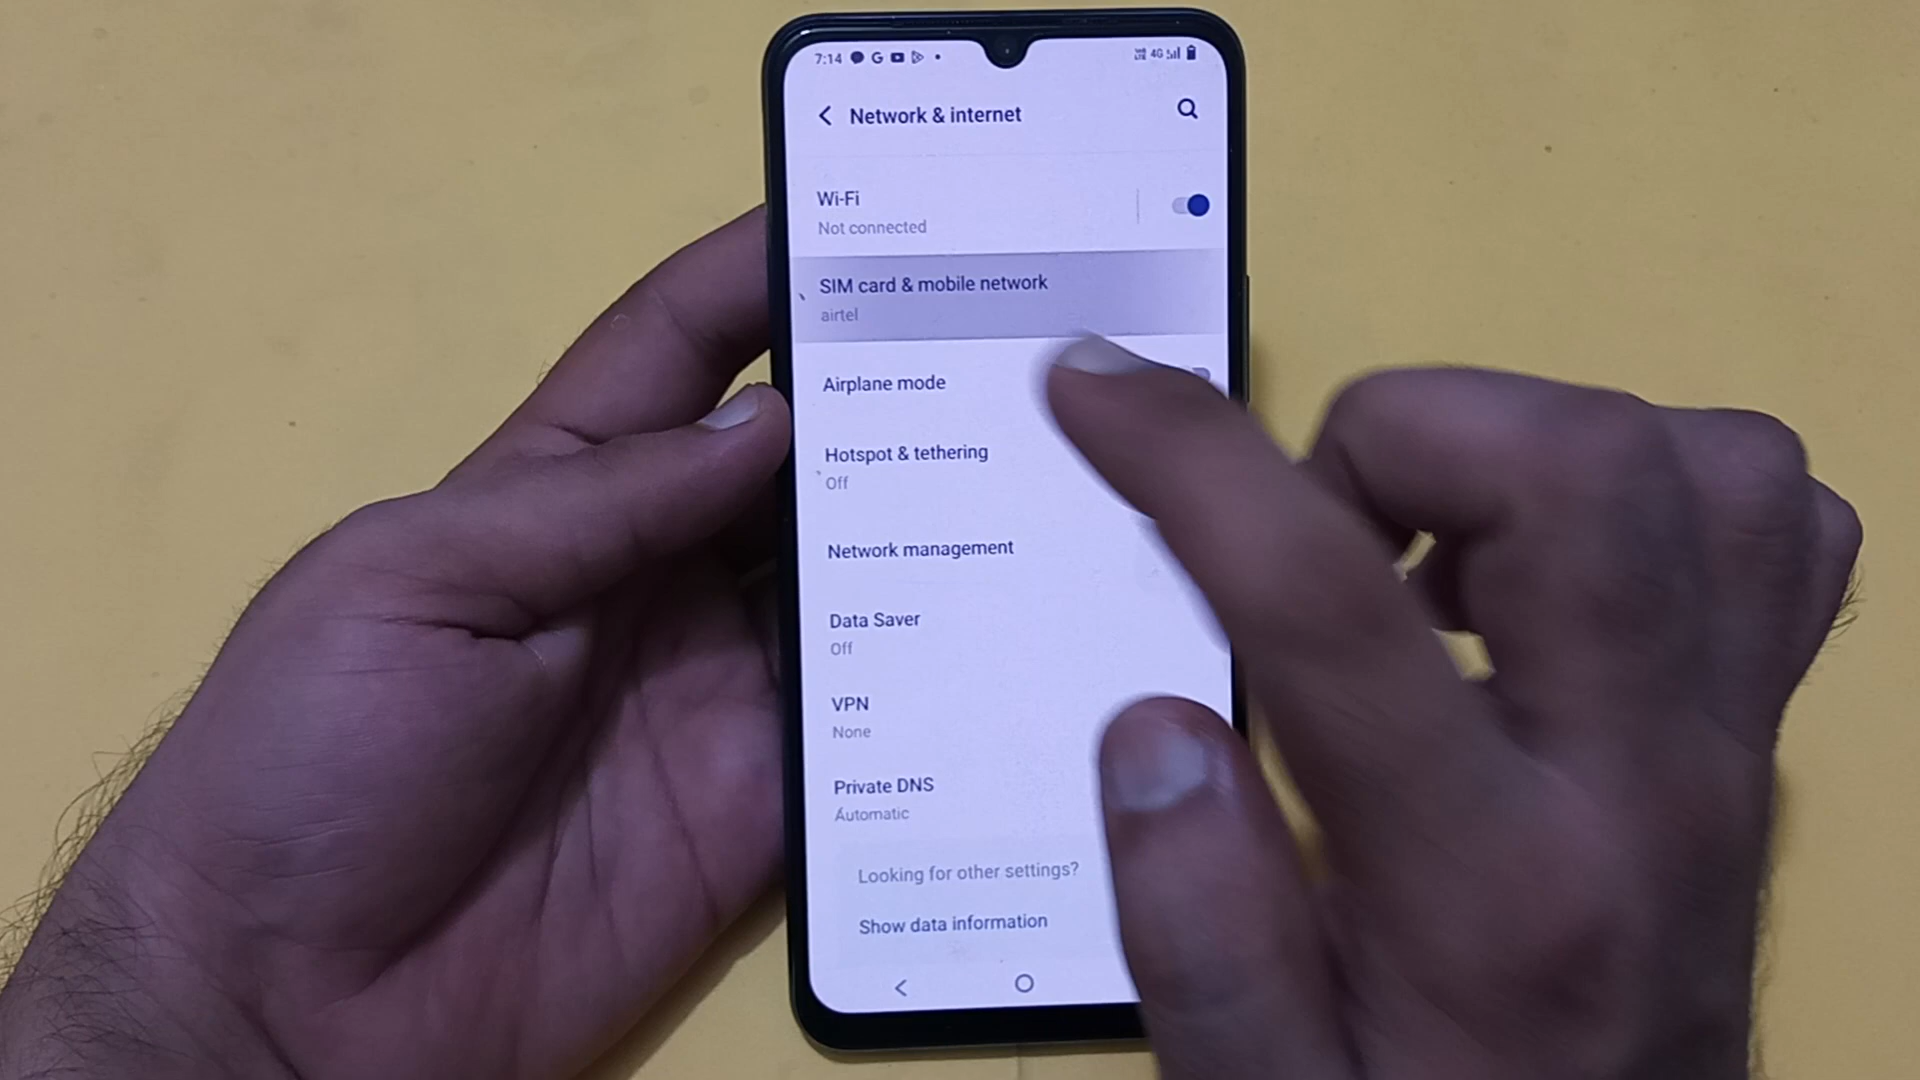 7:14
4G
Network & internet
Wi-Fi
Not connected
SIM card & mobile network
airtel
Airplane mode
Hotspot & tethering
Off
Network management
Data Saver
Off
VPN
None
Private DNS
Automatic
Looking for other settings?
Show data information